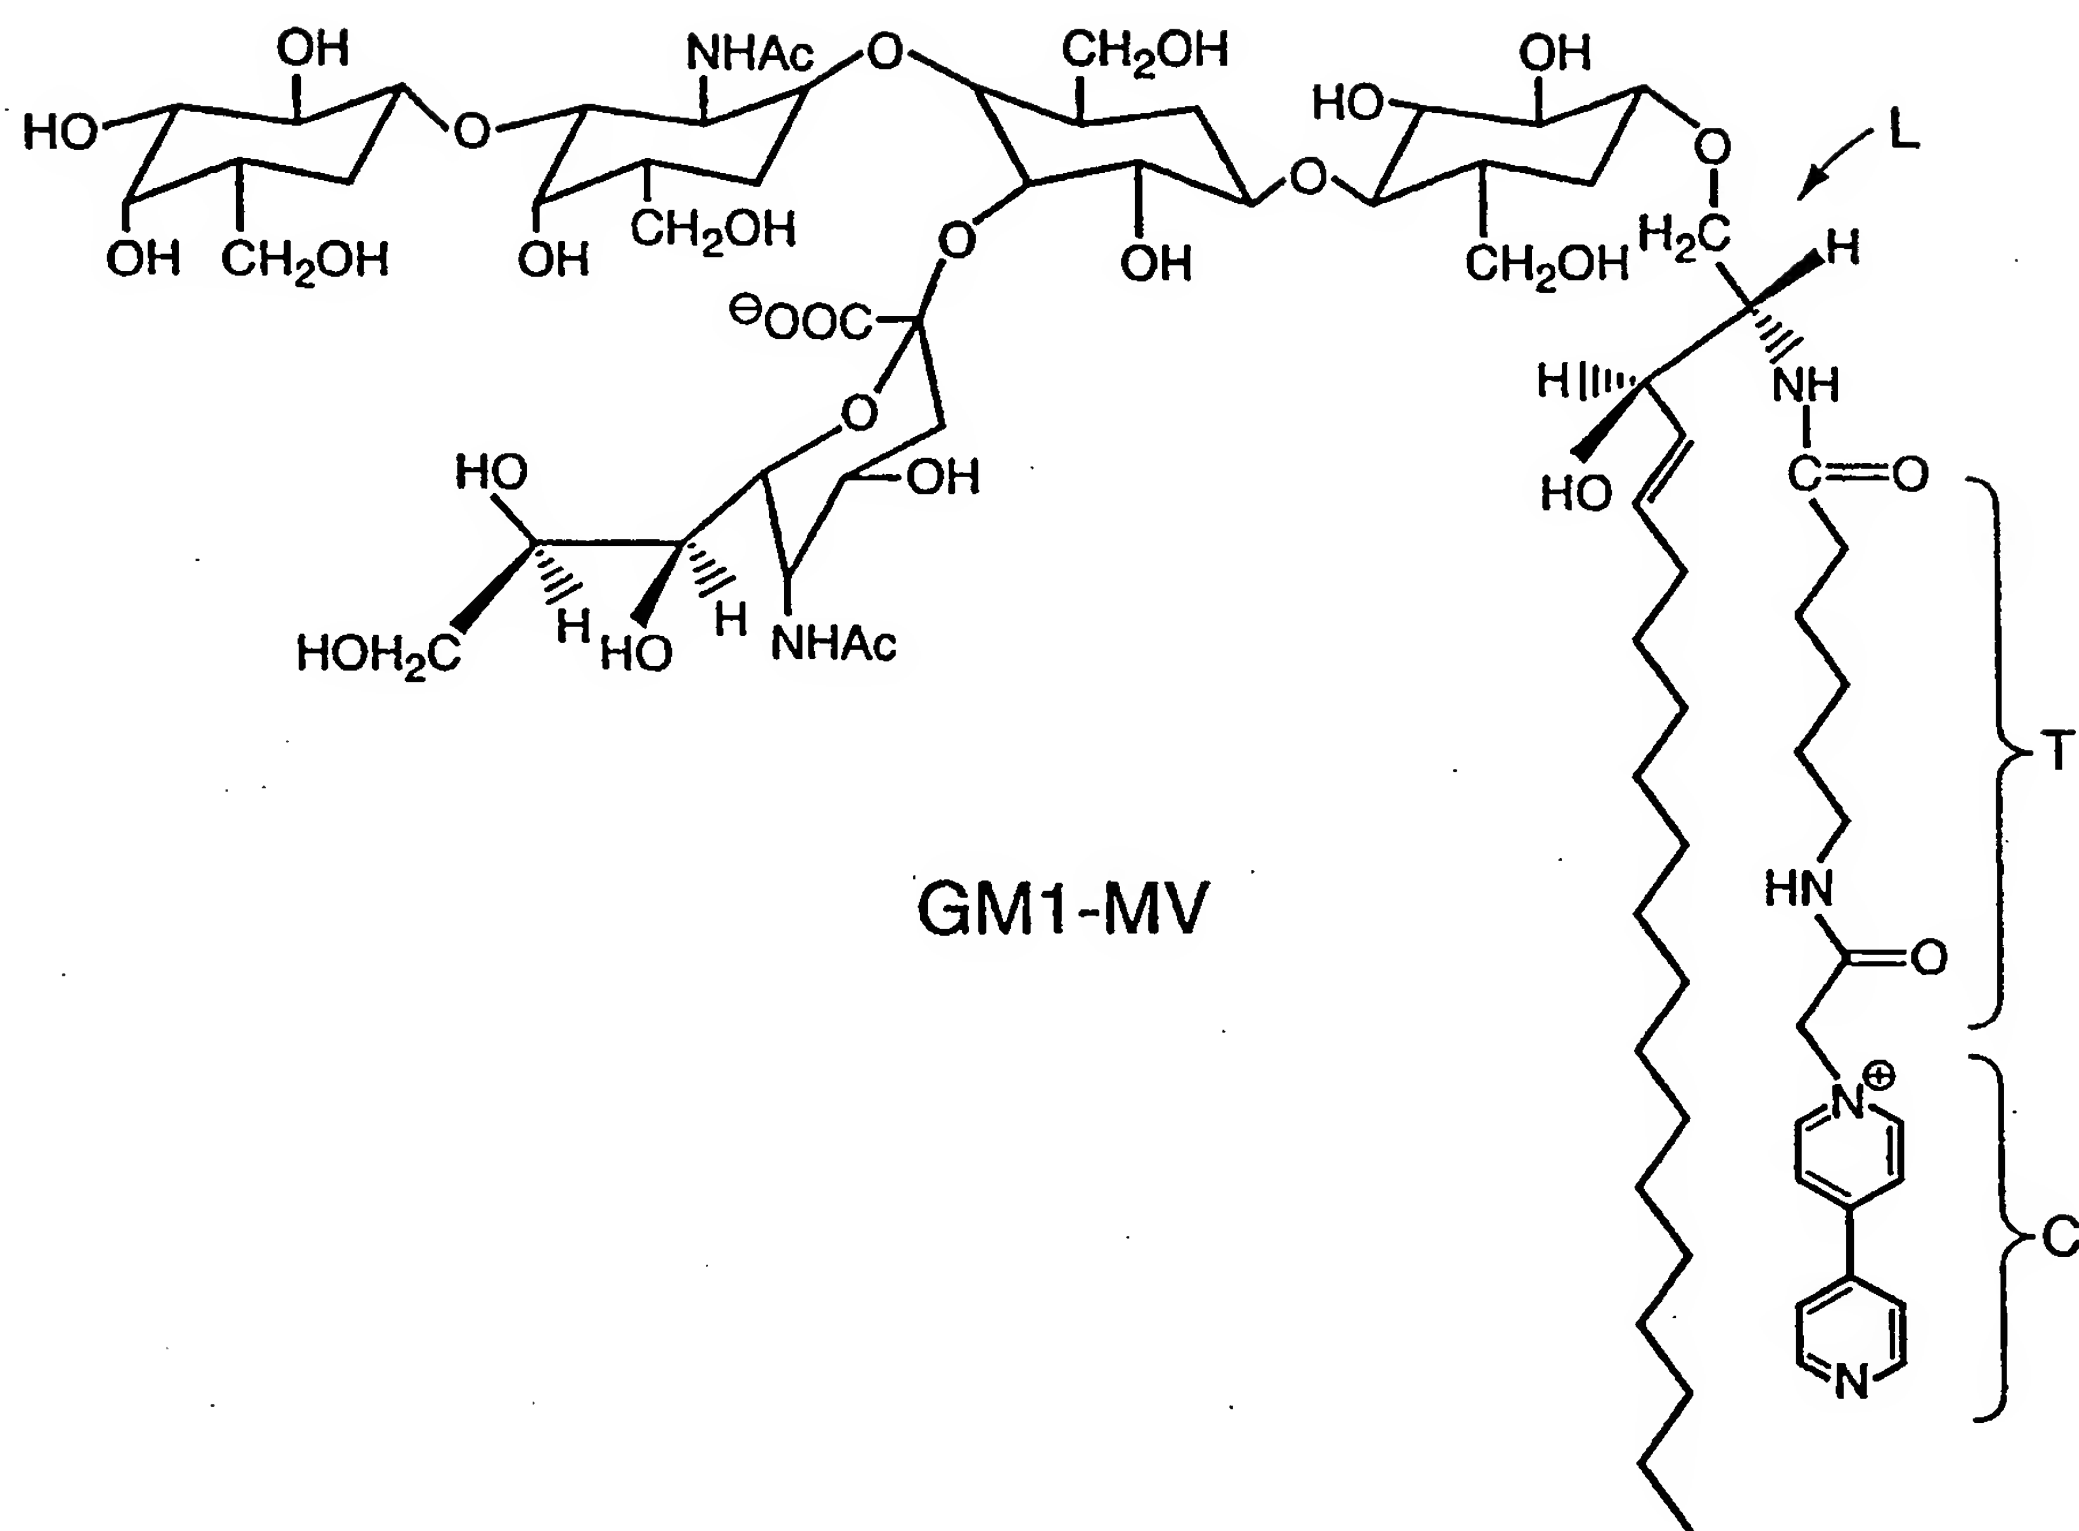 OH NHAc O CH₂OH OH
HO O HO O L
OH CH₂OH OH CH₂OH O OH O CH₂OH H₂C H
⊖OOC H NH
O HO C=O
HO OH
HOH₂C H HO H NHAc
T
GM1-MV HN
O
N⊕
C
N